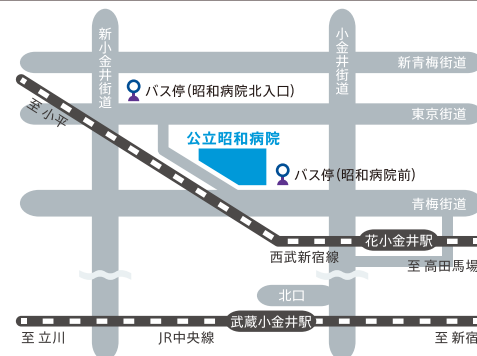 新小金井街道
小金井街道
新青梅街道
バス停（昭和病院北入口）
至 小平
東京街道
公立昭和病院
バス停（昭和病院前）
青梅街道
花小金井駅
西武新宿線
至 高田馬場
北口
武蔵小金井駅
至 立川
JR中央線
至 新宿